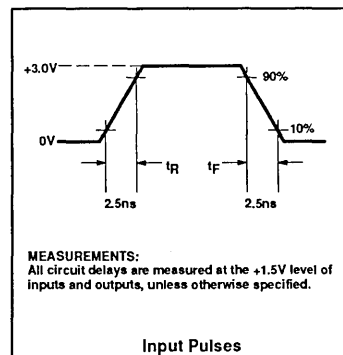 +3.0V
90%
10%
0V
tR
tF
2.5ns
2.5ns
MEASUREMENTS:
All circuit delays are measured at the +1.5V level of
inputs and outputs, unless otherwise specified.
Input Pulses